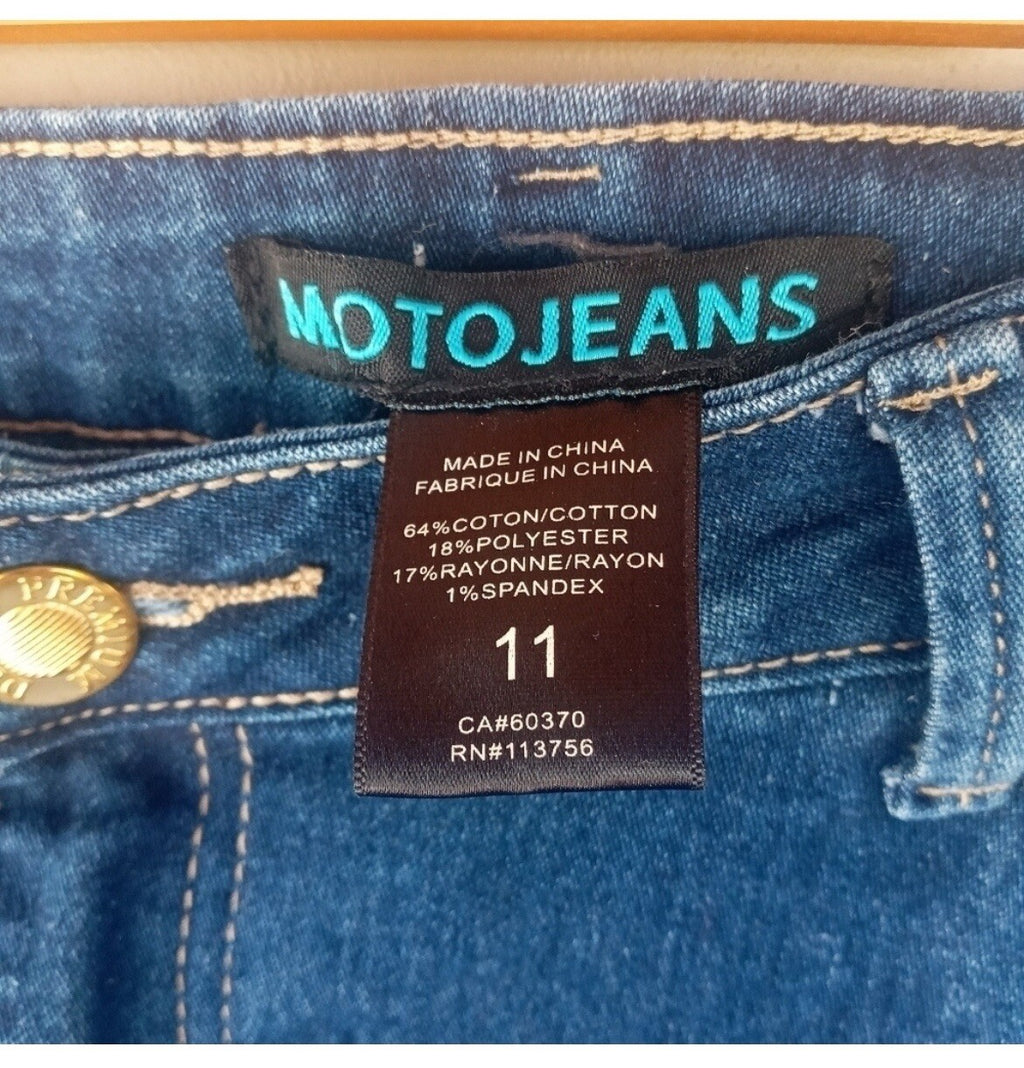 MOTOJEANS
MADE IN CHINA
FABRIQUE IN CHINA
64%COTON/COTTON
18%POLYESTER
17%RAYONNE/RAYON
1%SPANDEX
11
CA#60370
RN#113756
PREMIUM